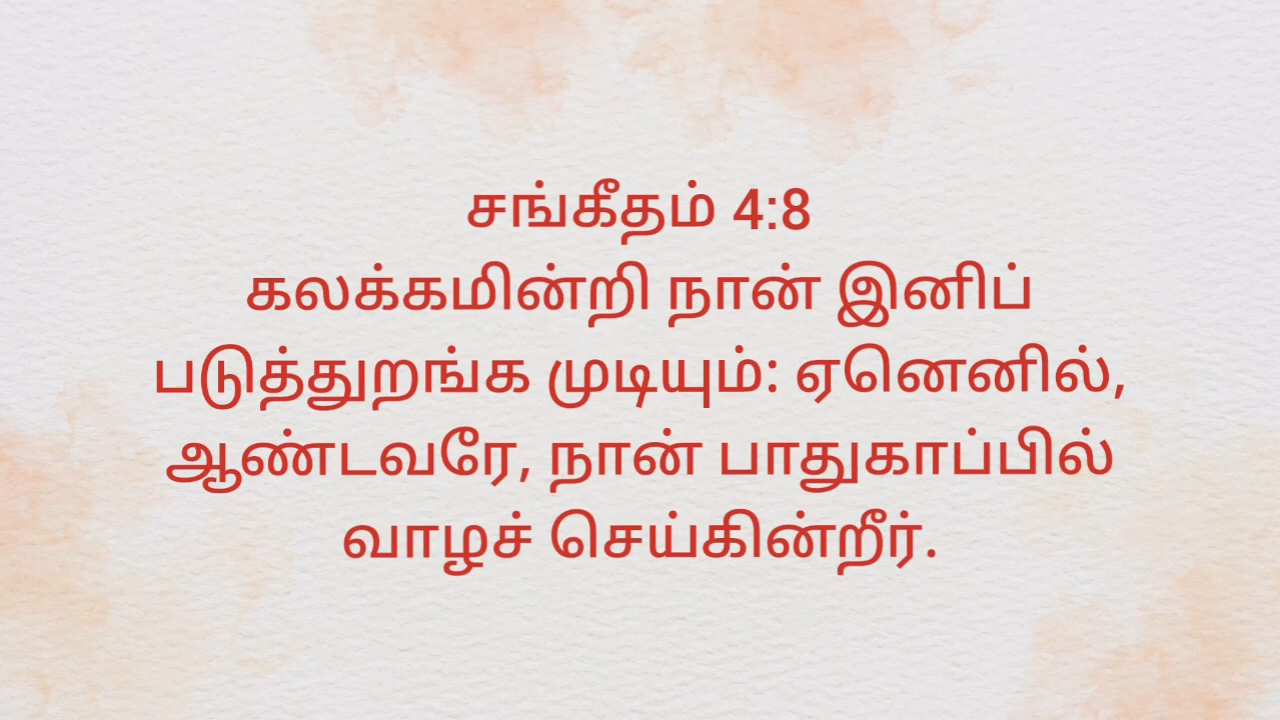 சங்கீதம் 4:8
கலக்கமின்றி நான் இனிப்
படுத்துறங்க முடியும்: ஏனெனில்,
ஆண்டவரே, நான் பாதுகாப்பில்
வாழச் செய்கின்றீர்.